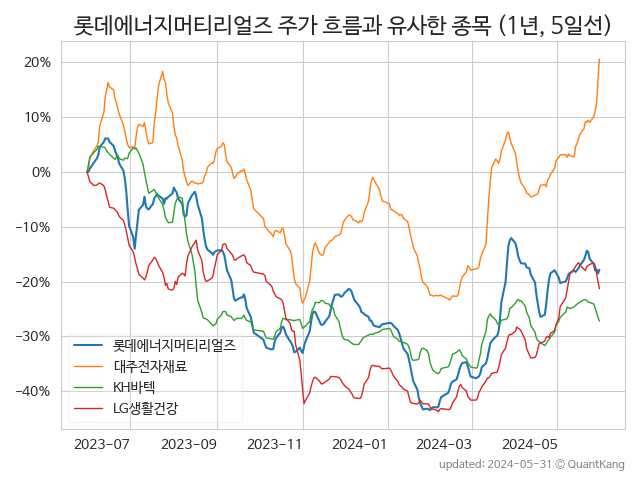 롯데에너지머티리얼즈 주가 흐름과 유사한 종목 (1년, 5일선)
20%
10%
0%
−10%
−20%
−30%
−40%
롯데에너지머티리얼즈
대주전자재료
KH바텍
LG생활건강
2023-07
2023-09
2023-11
2024-01
2024-03
2024-05
updated: 2024-05-31 © QuantKang